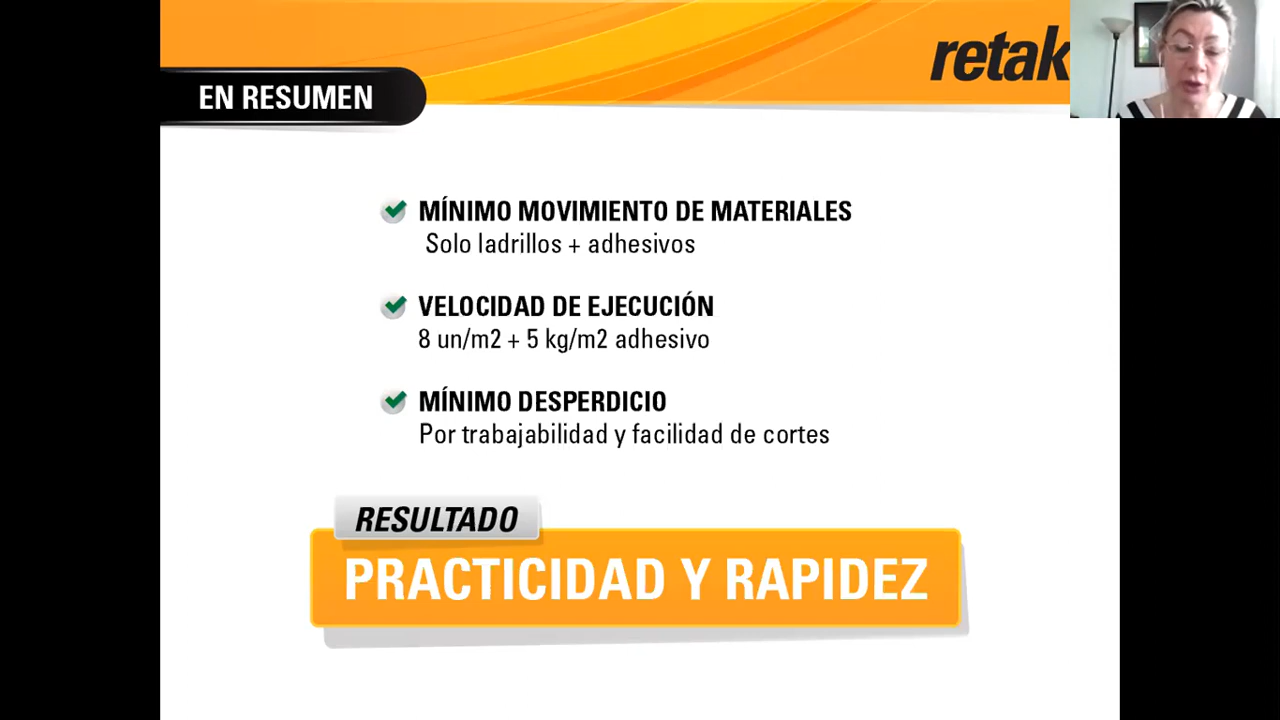 retak
EN RESUMEN
MÍNIMO MOVIMIENTO DE MATERIALES
Solo ladrillos + adhesivos
VELOCIDAD DE EJECUCIÓN
8 un/m2 + 5 kg/m2 adhesivo
MÍNIMO DESPERDICIO
Por trabajabilidad y facilidad de cortes
RESULTADO
PRACTICIDAD Y RAPIDEZ